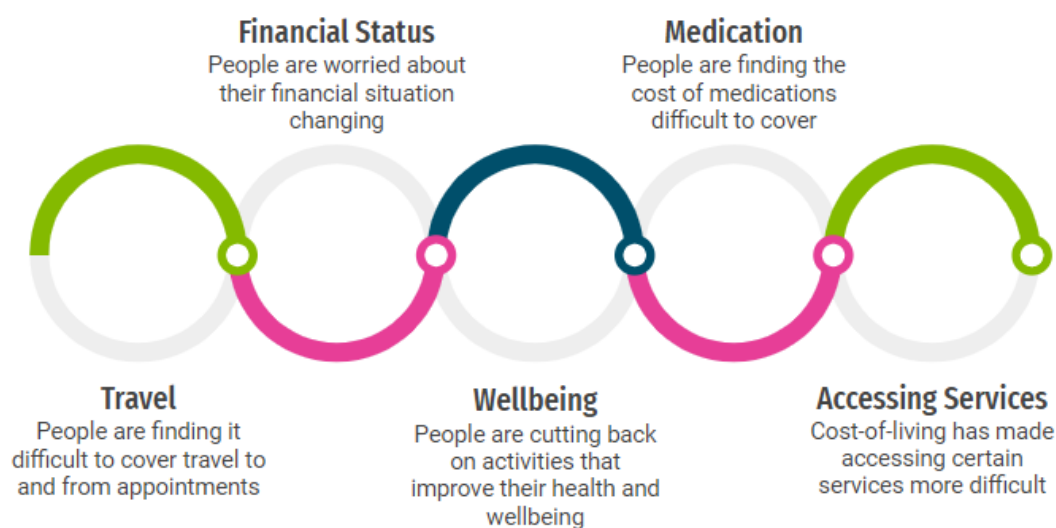 Financial Status
People are worried about
their financial situation
changing
Medication
People are finding the
cost of medications
difficult to cover
Travel
People are finding it
difficult to cover travel to
and from appointments
Wellbeing
People are cutting back
on activities that
improve their health and
wellbeing
Accessing Services
Cost-of-living has made
accessing certain
services more difficult